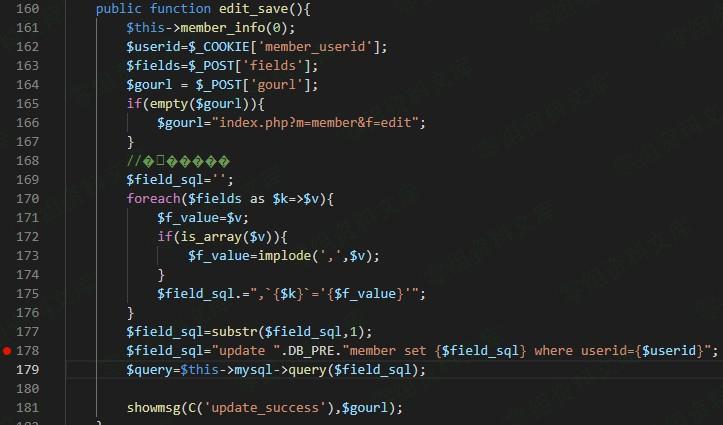 160 public function edit_save(){
161 $this->member_info(0);
162 $userid=$_COOKIE['member_userid'];
163 $fields=$_POST['fields'];
164 $gourl = $_POST['gourl'];
165 if(empty($gourl)){
166 $gourl="index.php?m=member&f=edit";
167 }
168 //�޸�����
169 $field_sql='';
170 foreach($fields as $k=>$v){
171 $f_value=$v;
172 if(is_array($v)){
173 $f_value=implode(',',$v);
174 }
175 $field_sql.=",`{$k}`='{$f_value}'";
176 }
177 $field_sql=substr($field_sql,1);
178 $field_sql="update ".DB_PRE."member set {$field_sql} where userid={$userid}";
179 $query=$this->mysql->query($field_sql);
180
181 showmsg(C('update_success'),$gourl);